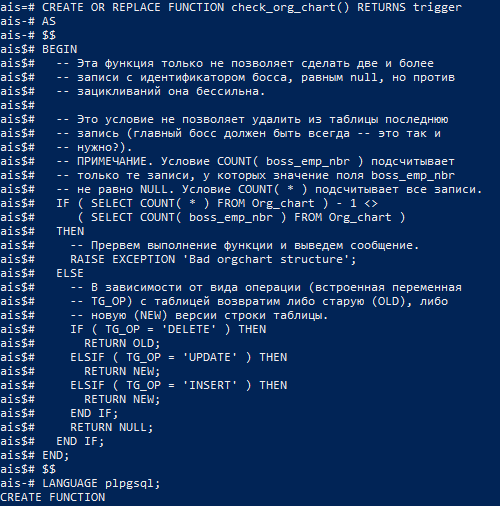 ais=# CREATE OR REPLACE FUNCTION check_org_chart() RETURNS trigger
ais-# AS
ais-# $$
ais$# BEGIN
ais$#   -- Эта функция только не позволяет сделать две и более
ais$#   -- записи с идентификатором босса, равным null, но против
ais$#   -- зацикливаний она бессильна.
ais$#
ais$#   -- Это условие не позволяет удалить из таблицы последнюю
ais$#   -- запись (главный босс должен быть всегда -- это так и
ais$#   -- нужно?).
ais$#   -- ПРИМЕЧАНИЕ. Условие COUNT( boss_emp_nbr ) подсчитывает
ais$#   -- только те записи, у которых значение поля boss_emp_nbr
ais$#   -- не равно NULL. Условие COUNT( * ) подсчитывает все записи.
ais$#   IF ( SELECT COUNT( * ) FROM Org_chart ) - 1 <>
ais$#      ( SELECT COUNT( boss_emp_nbr ) FROM Org_chart )
ais$#   THEN
ais$#     -- Прервем выполнение функции и выведем сообщение.
ais$#     RAISE EXCEPTION 'Bad orgchart structure';
ais$#   ELSE
ais$#     -- В зависимости от вида операции (встроенная переменная
ais$#     -- TG_OP) с таблицей возвратим либо старую (OLD), либо
ais$#     -- новую (NEW) версии строки таблицы.
ais$#     IF ( TG_OP = 'DELETE' ) THEN
ais$#       RETURN OLD;
ais$#     ELSIF ( TG_OP = 'UPDATE' ) THEN
ais$#       RETURN NEW;
ais$#     ELSIF ( TG_OP = 'INSERT' ) THEN
ais$#       RETURN NEW;
ais$#     END IF;
ais$#     RETURN NULL;
ais$#   END IF;
ais$# END;
ais$# $$
ais-# LANGUAGE plpgsql;
CREATE FUNCTION